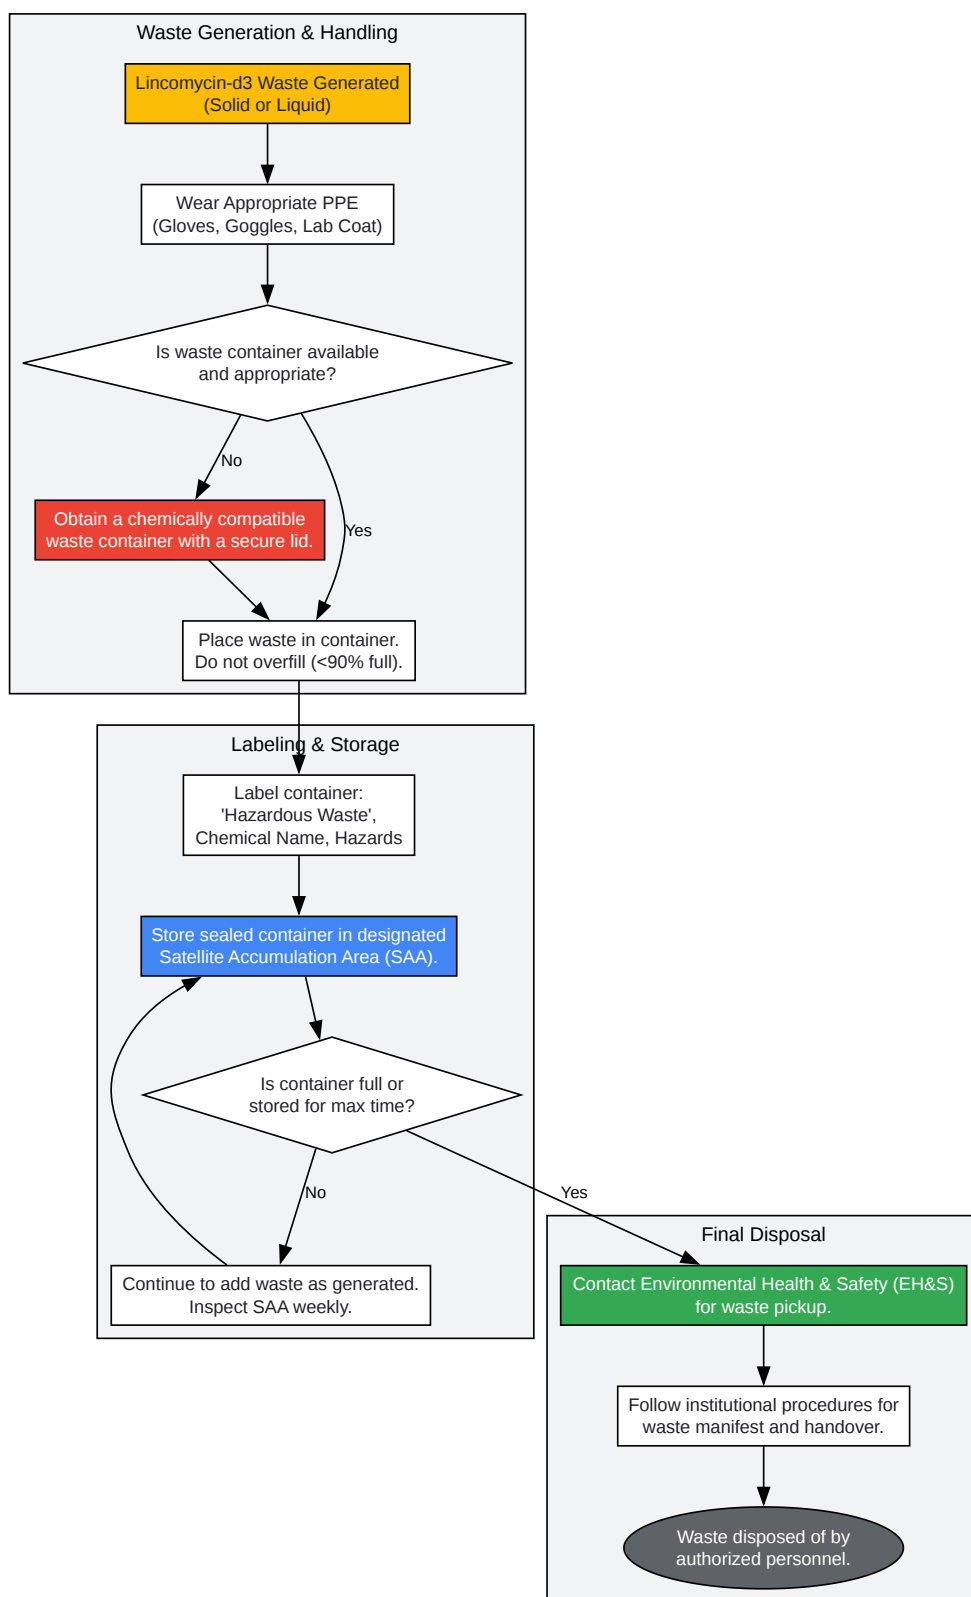 Waste Generation & Handling
Lincomycin-d3 Waste Generated
(Solid or Liquid)
Wear Appropriate PPE
(Gloves, Goggles, Lab Coat)
Is waste container available
and appropriate?
No
Obtain a chemically compatible
waste container with a secure lid.
Yes
Place waste in container.
Do not overfill (<90% full).
Labeling & Storage
Label container:
'Hazardous Waste',
Chemical Name, Hazards
Store sealed container in designated
Satellite Accumulation Area (SAA).
Is container full or
stored for max time?
No
Yes
Continue to add waste as generated.
Inspect SAA weekly.
Final Disposal
Contact Environmental Health & Safety (EH&S)
for waste pickup.
Follow institutional procedures for
waste manifest and handover.
Waste disposed of by
authorized personnel.